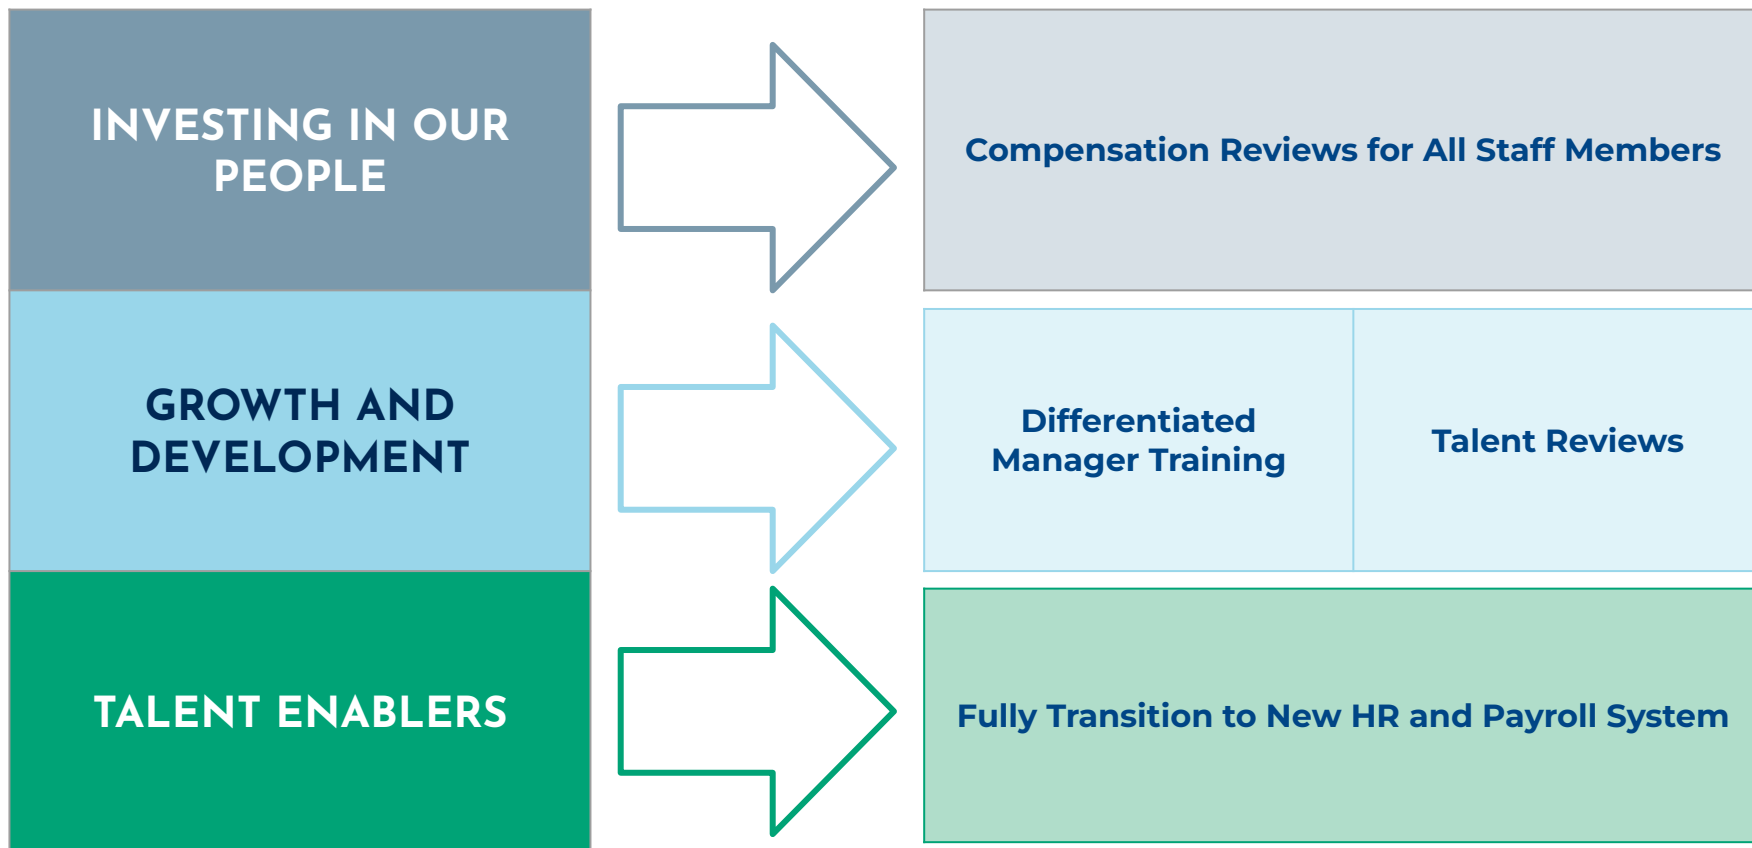 INVESTING IN OUR
PEOPLE
Compensation Reviews for All Staff Members
GROWTH AND
DEVELOPMENT
Differentiated
Manager Training
Talent Reviews
TALENT ENABLERS
Fully Transition to New HR and Payroll System